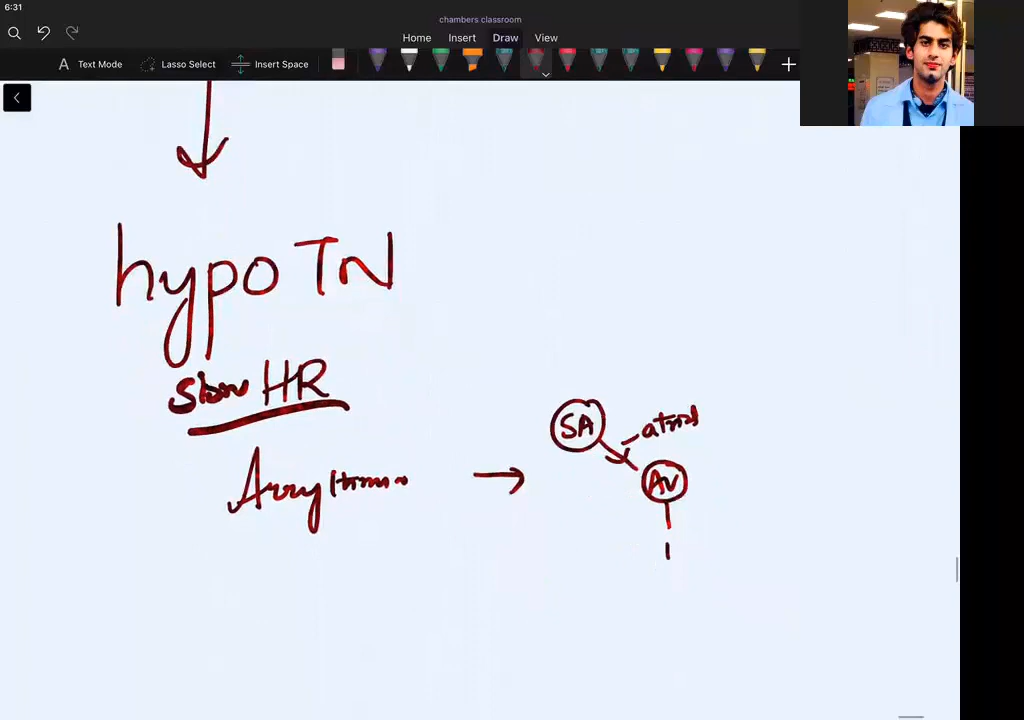 6:31
chambers classroom
Home Insert Draw View
Text Mode Lasso Select Insert Space
hypo TN
slow HR
SA
atrial
AV